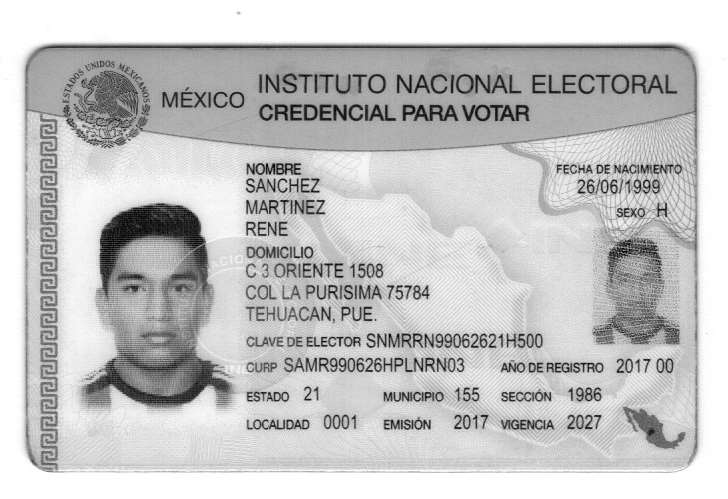 ESTADOS UNIDOS MEXICANOS
MÉXICO
INSTITUTO NACIONAL ELECTORAL
CREDENCIAL PARA VOTAR
NOMBRE
SANCHEZ
MARTINEZ
RENE
FECHA DE NACIMIENTO
26/06/1999
SEXO H
DOMICILIO
C 3 ORIENTE 1508
COL LA PURISIMA 75784
TEHUACAN, PUE.
CLAVE DE ELECTOR SNMRRN99062621H500
CURP SAMR990626HPLNRN03 AÑO DE REGISTRO 2017 00
ESTADO 21 MUNICIPIO 155 SECCIÓN 1986
LOCALIDAD 0001 EMISIÓN 2017 VIGENCIA 2027